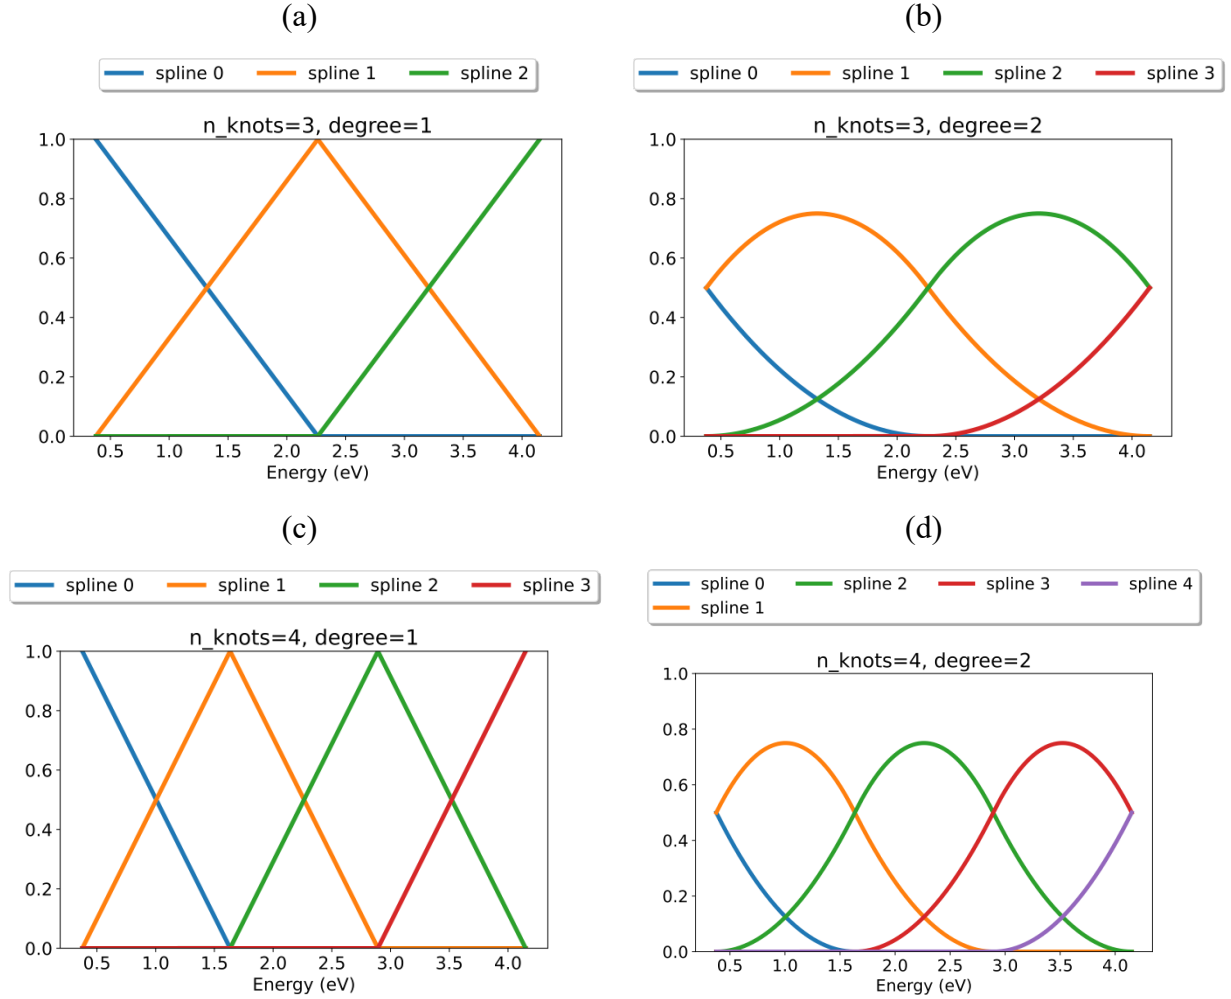 (a)
spline 0 spline 1 spline 2
n_knots=3, degree=1
1.0
0.8
0.6
0.4
0.2
0.0
0.5 1.0 1.5 2.0 2.5 3.0 3.5 4.0
Energy (eV)
(b)
spline 0 spline 1 spline 2 spline 3
n_knots=3, degree=2
1.0
0.8
0.6
0.4
0.2
0.0
0.5 1.0 1.5 2.0 2.5 3.0 3.5 4.0
Energy (eV)
(c)
spline 0 spline 1 spline 2 spline 3
n_knots=4, degree=1
1.0
0.8
0.6
0.4
0.2
0.0
0.5 1.0 1.5 2.0 2.5 3.0 3.5 4.0
Energy (eV)
(d)
spline 0 spline 2 spline 3 spline 4
spline 1
n_knots=4, degree=2
1.0
0.8
0.6
0.4
0.2
0.0
0.5 1.0 1.5 2.0 2.5 3.0 3.5 4.0
Energy (eV)